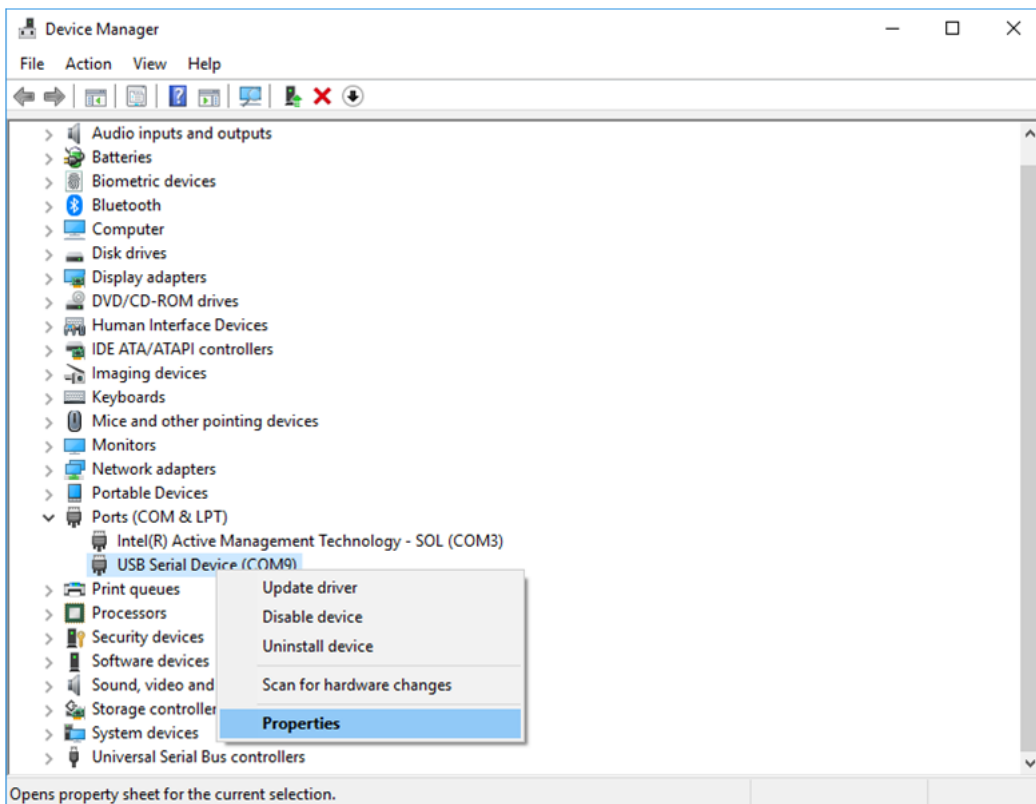 Device Manager
File Action View Help
Audio inputs and outputs
Batteries
Biometric devices
Bluetooth
Computer
Disk drives
Display adapters
DVD/CD-ROM drives
Human Interface Devices
IDE ATA/ATAPI controllers
Imaging devices
Keyboards
Mice and other pointing devices
Monitors
Network adapters
Portable Devices
Ports (COM & LPT)
Intel(R) Active Management Technology - SOL (COM3)
USB Serial Device (COM9)
Print queues
Processors
Security devices
Software devices
Sound, video and
Storage controller
System devices
Universal Serial Bus controllers
Update driver
Disable device
Uninstall device
Scan for hardware changes
Properties
Opens property sheet for the current selection.